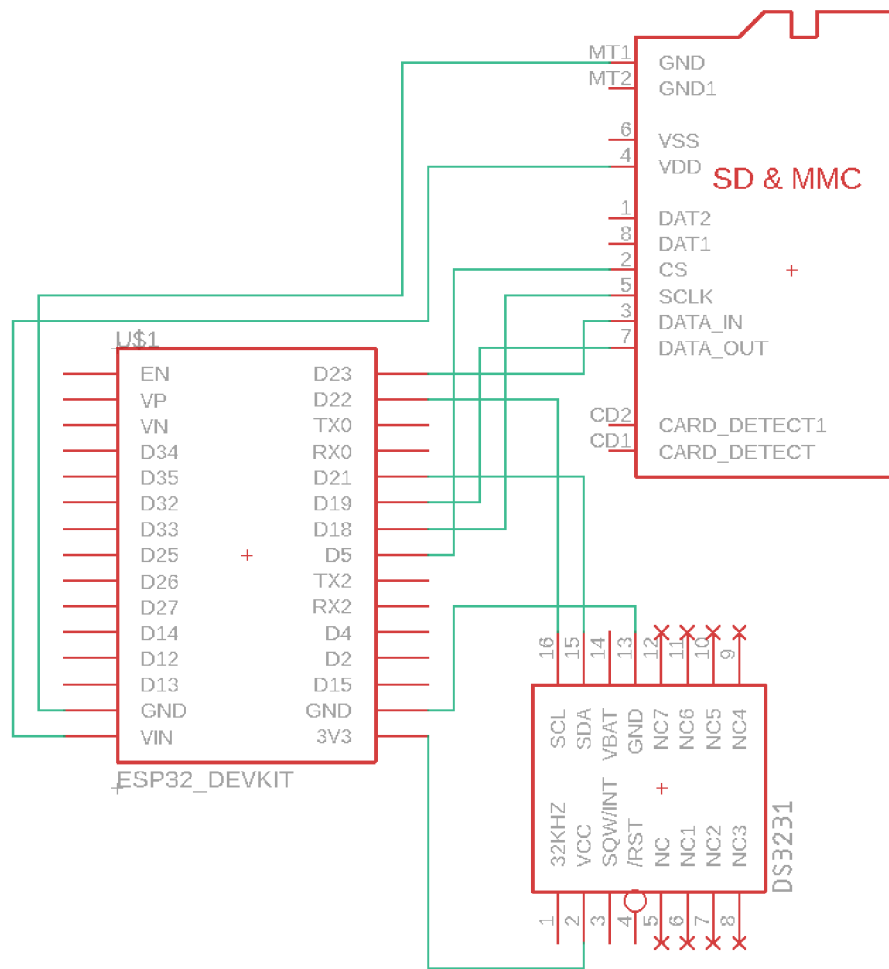 MT1 GND
MT2 GND1
6 VSS
4 VDD
SD & MMC
1 DAT2
8 DAT1
2 CS
5 SCLK
3 DATA_IN
7 DATA_OUT
CD2 CARD_DETECT1
CD1 CARD_DETECT
U$1
EN D23
VP D22
VN TX0
D34 RX0
D35 D21
D32 D19
D33 D18
D25 D5
D26 TX2
D27 RX2
D14 D4
D12 D2
D13 D15
GND GND
VIN 3V3
ESP32_DEVKIT
16 15 14 13 12 11 10 9
SCL SDA VBAT GND NC7 NC6 NC5 NC4
32KHZ VCC SQW/INT /RST NC NC1 NC2 NC3
1 2 3 4 5 6 7 8
DS3231